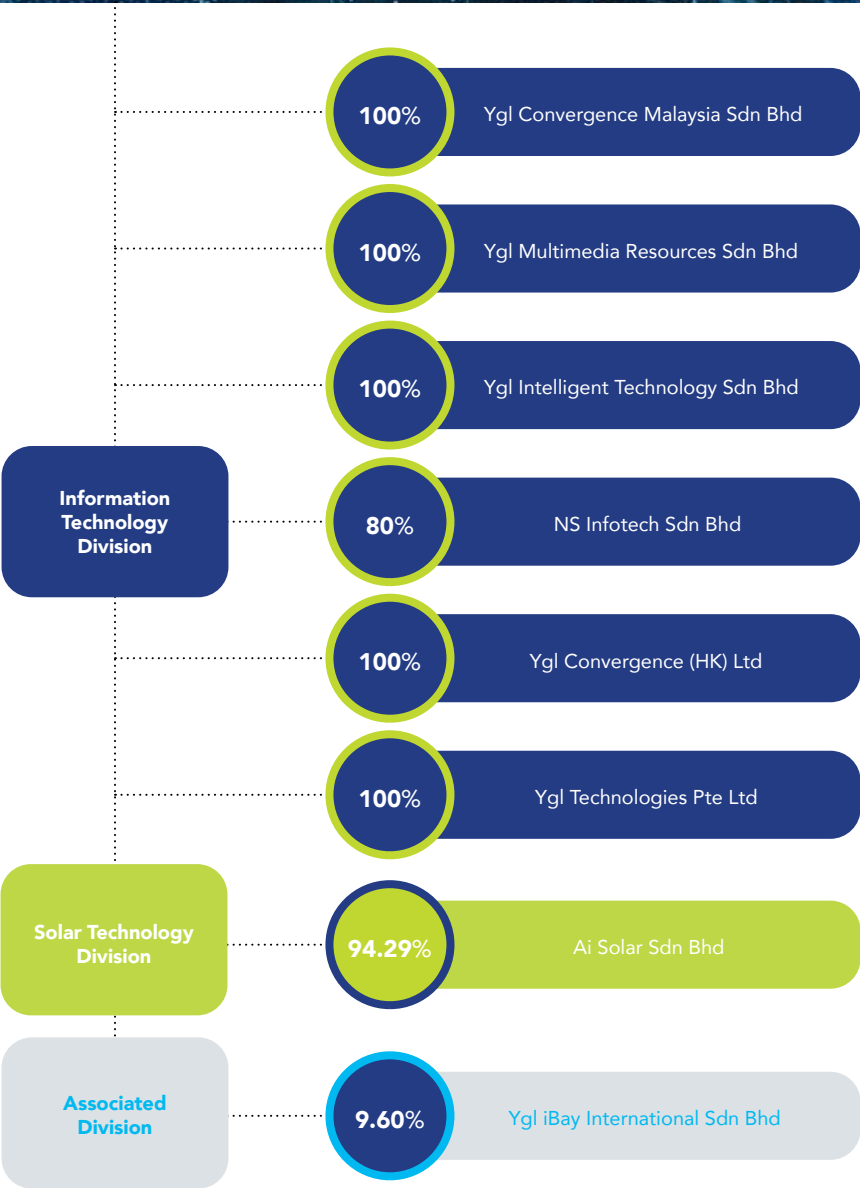 100% Ygl Convergence Malaysia Sdn Bhd
100% Ygl Multimedia Resources Sdn Bhd
100% Ygl Intelligent Technology Sdn Bhd
Information
Technology
Division
80% NS Infotech Sdn Bhd
100% Ygl Convergence (HK) Ltd
100% Ygl Technologies Pte Ltd
Solar Technology
Division
94.29% Ai Solar Sdn Bhd
Associated
Division
9.60% Ygl iBay International Sdn Bhd